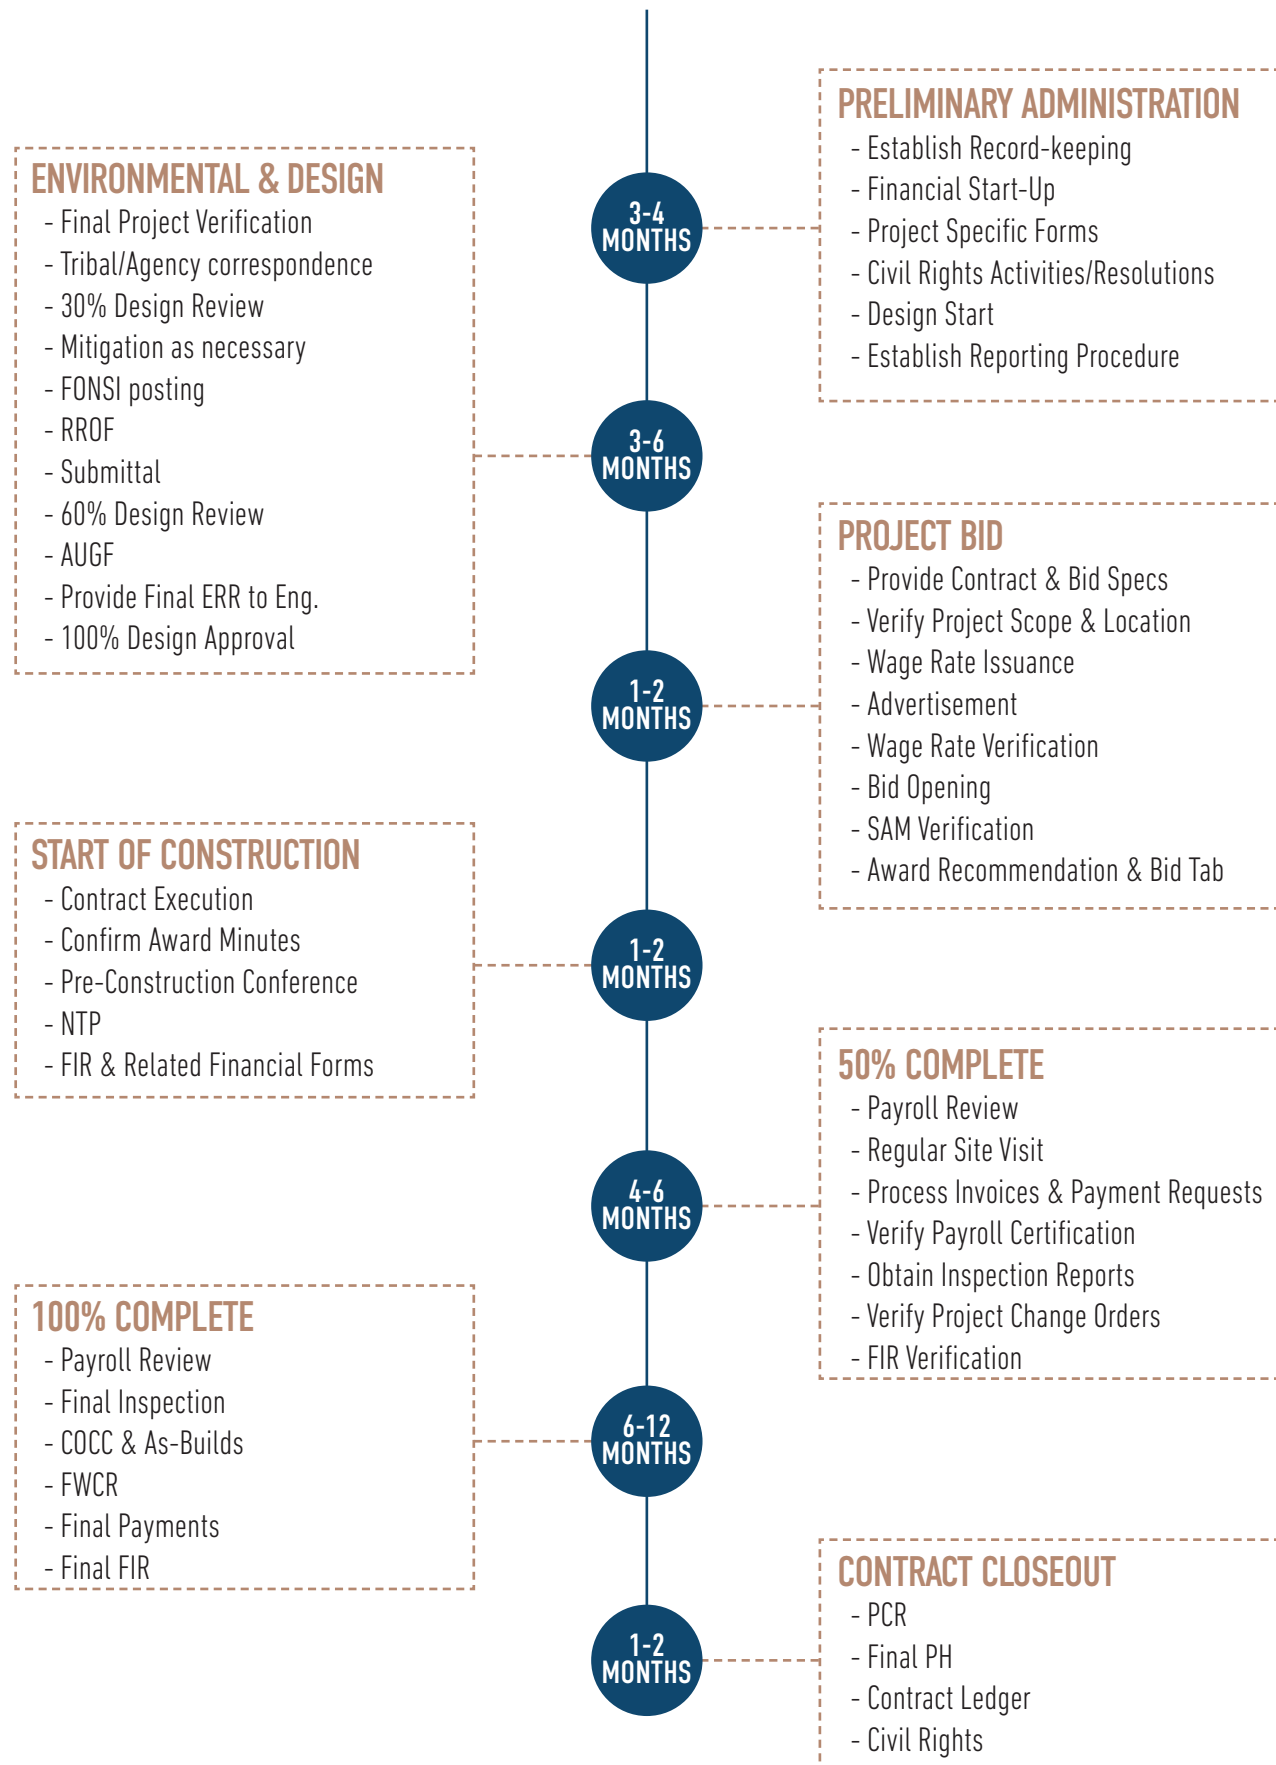 PRELIMINARY ADMINISTRATION
- Establish Record-keeping
- Financial Start-Up
- Project Specific Forms
- Civil Rights Activities/Resolutions
- Design Start
- Establish Reporting Procedure
3-4
MONTHS
ENVIRONMENTAL & DESIGN
- Final Project Verification
- Tribal/Agency correspondence
- 30% Design Review
- Mitigation as necessary
- FONSI posting
- RROF
- Submittal
- 60% Design Review
- AUGF
- Provide Final ERR to Eng.
- 100% Design Approval
3-6
MONTHS
PROJECT BID
- Provide Contract & Bid Specs
- Verify Project Scope & Location
- Wage Rate Issuance
- Advertisement
- Wage Rate Verification
- Bid Opening
- SAM Verification
- Award Recommendation & Bid Tab
1-2
MONTHS
START OF CONSTRUCTION
- Contract Execution
- Confirm Award Minutes
- Pre-Construction Conference
- NTP
- FIR & Related Financial Forms
1-2
MONTHS
50% COMPLETE
- Payroll Review
- Regular Site Visit
- Process Invoices & Payment Requests
- Verify Payroll Certification
- Obtain Inspection Reports
- Verify Project Change Orders
- FIR Verification
4-6
MONTHS
100% COMPLETE
- Payroll Review
- Final Inspection
- COCC & As-Builds
- FWCR
- Final Payments
- Final FIR
6-12
MONTHS
CONTRACT CLOSEOUT
- PCR
- Final PH
- Contract Ledger
- Civil Rights
1-2
MONTHS